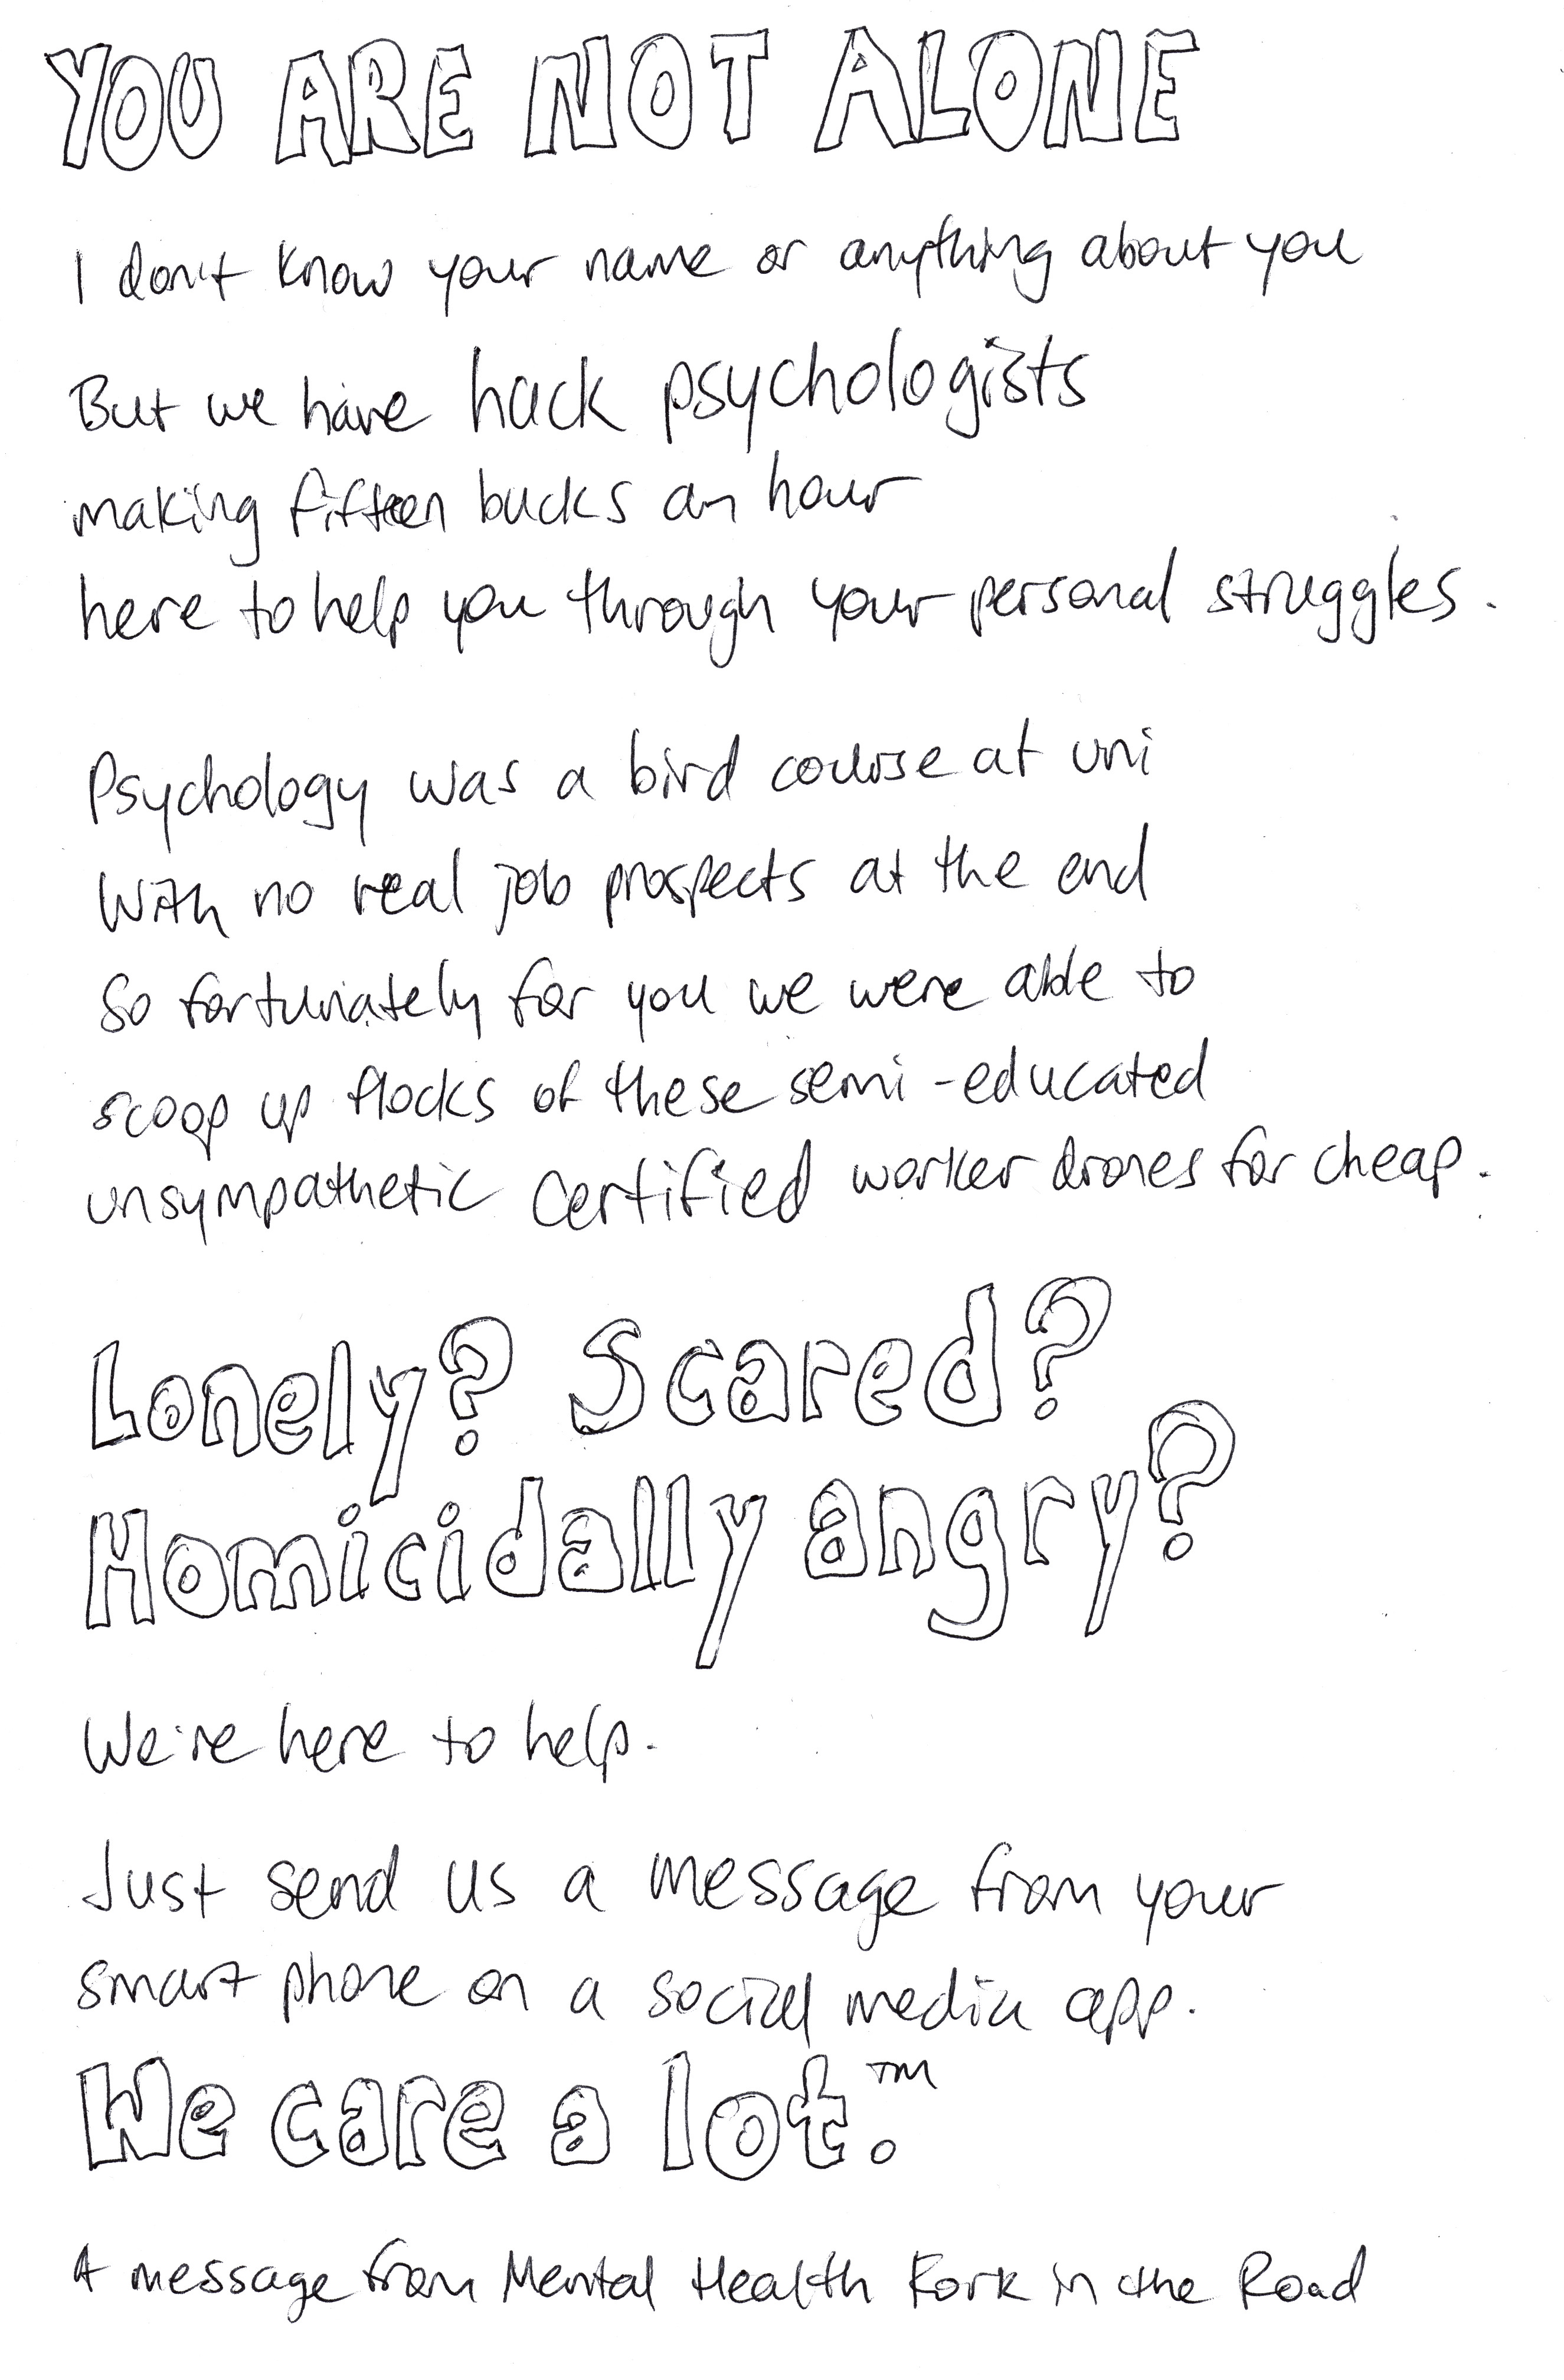 YOU ARE NOT ALONE
I don't know your name or anything about you
But we have hack psychologists
making fifteen bucks an hour
here to help you through your personal struggles.
Psychology was a bird course at uni
With no real job prospects at the end
So fortunately for you we were able to
scoop up flocks of these semi-educated
unsympathetic certified worker drones for cheap.
Lonely? Scared?
Homicidally angry?
We're here to help.
Just send us a message from your
smart phone on a social media app.
We care a lot.™
A message from Mental Health Fork in the Road